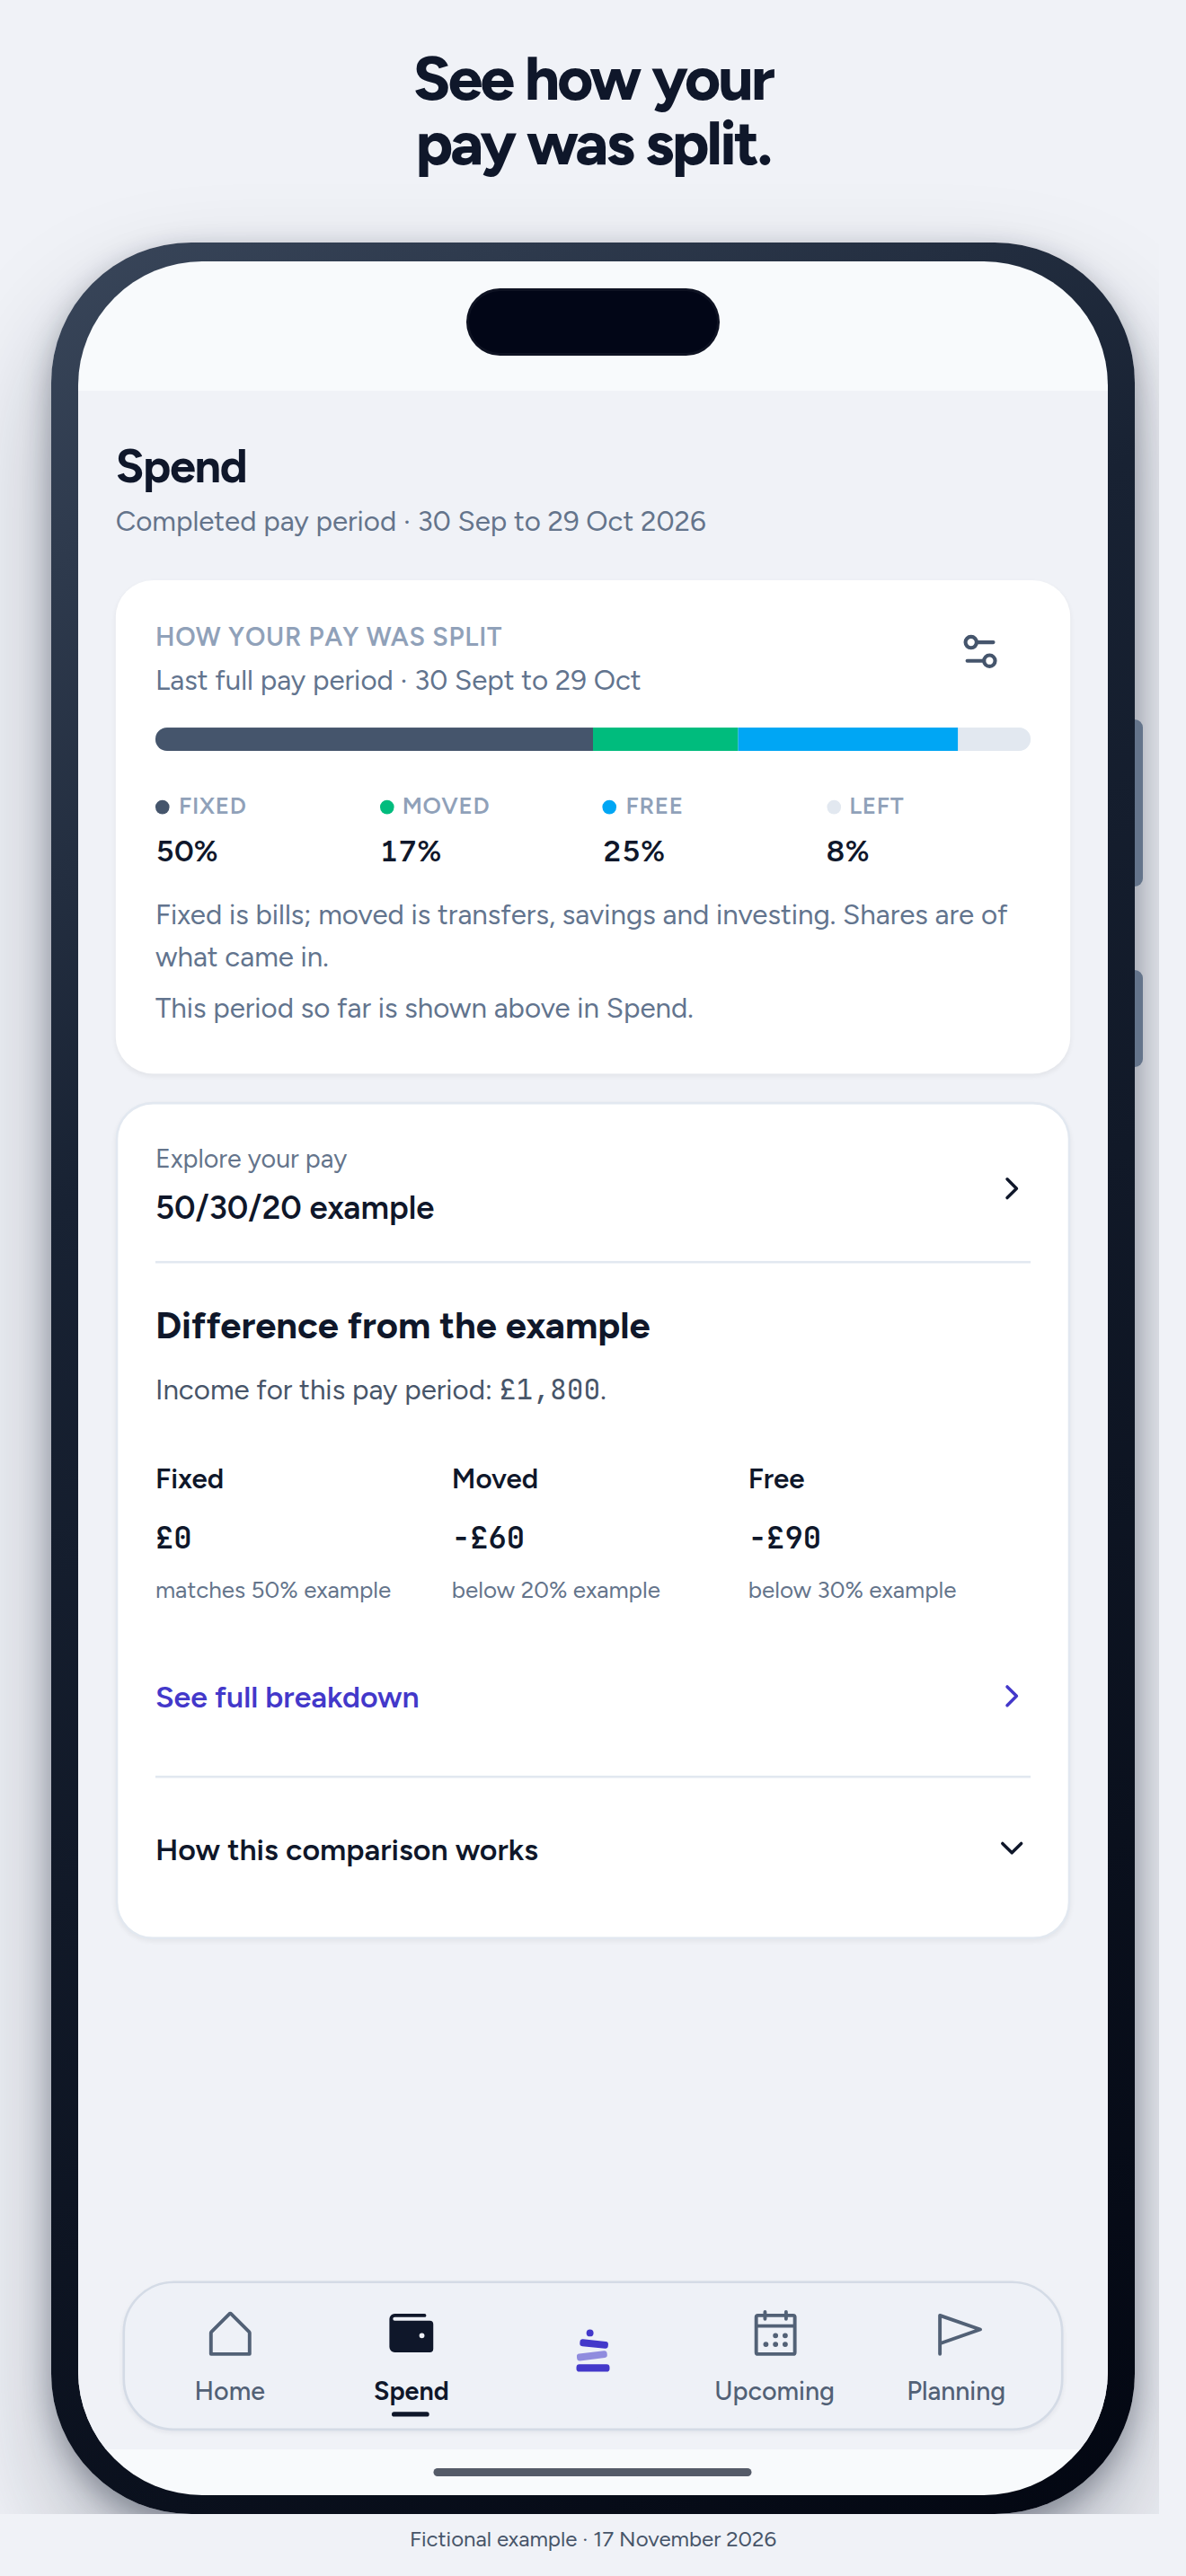 See how your
pay was split.
Spend
Completed pay period · 30 Sep to 29 Oct 2026
HOW YOUR PAY WAS SPLIT
Last full pay period · 30 Sept to 29 Oct
FIXED MOVED FREE LEFT
50% 17% 25% 8%
Fixed is bills; moved is transfers, savings and investing. Shares are of
what came in.
This period so far is shown above in Spend.
Explore your pay
50/30/20 example
Difference from the example
Income for this pay period: £1,800.
Fixed Moved Free
£0 -£60 -£90
matches 50% example below 20% example below 30% example
See full breakdown
How this comparison works
Home Spend Upcoming Planning
Fictional example · 17 November 2026